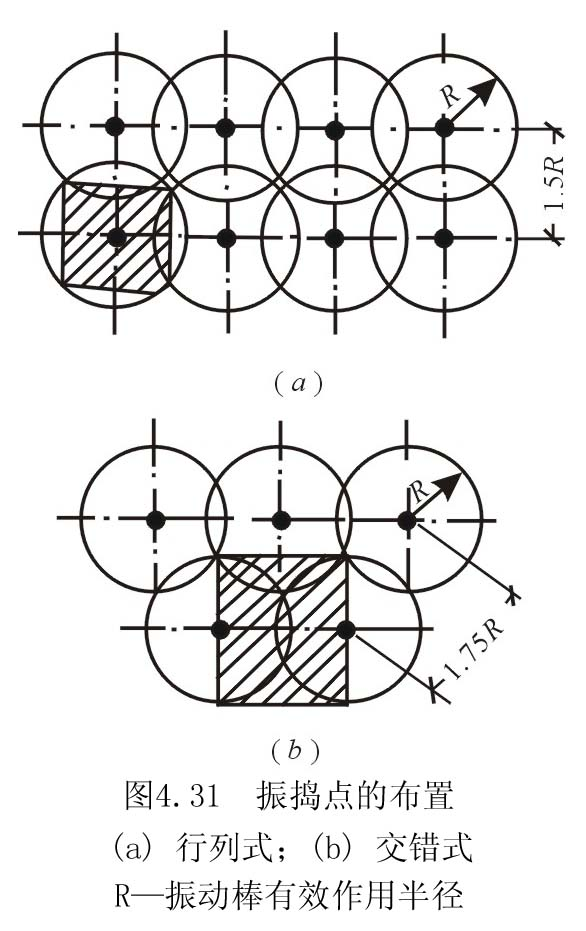 R
1.5R
(a)
R
1.75R
(b)
图4.31 振捣点的布置
(a) 行列式；(b) 交错式
R—振动棒有效作用半径